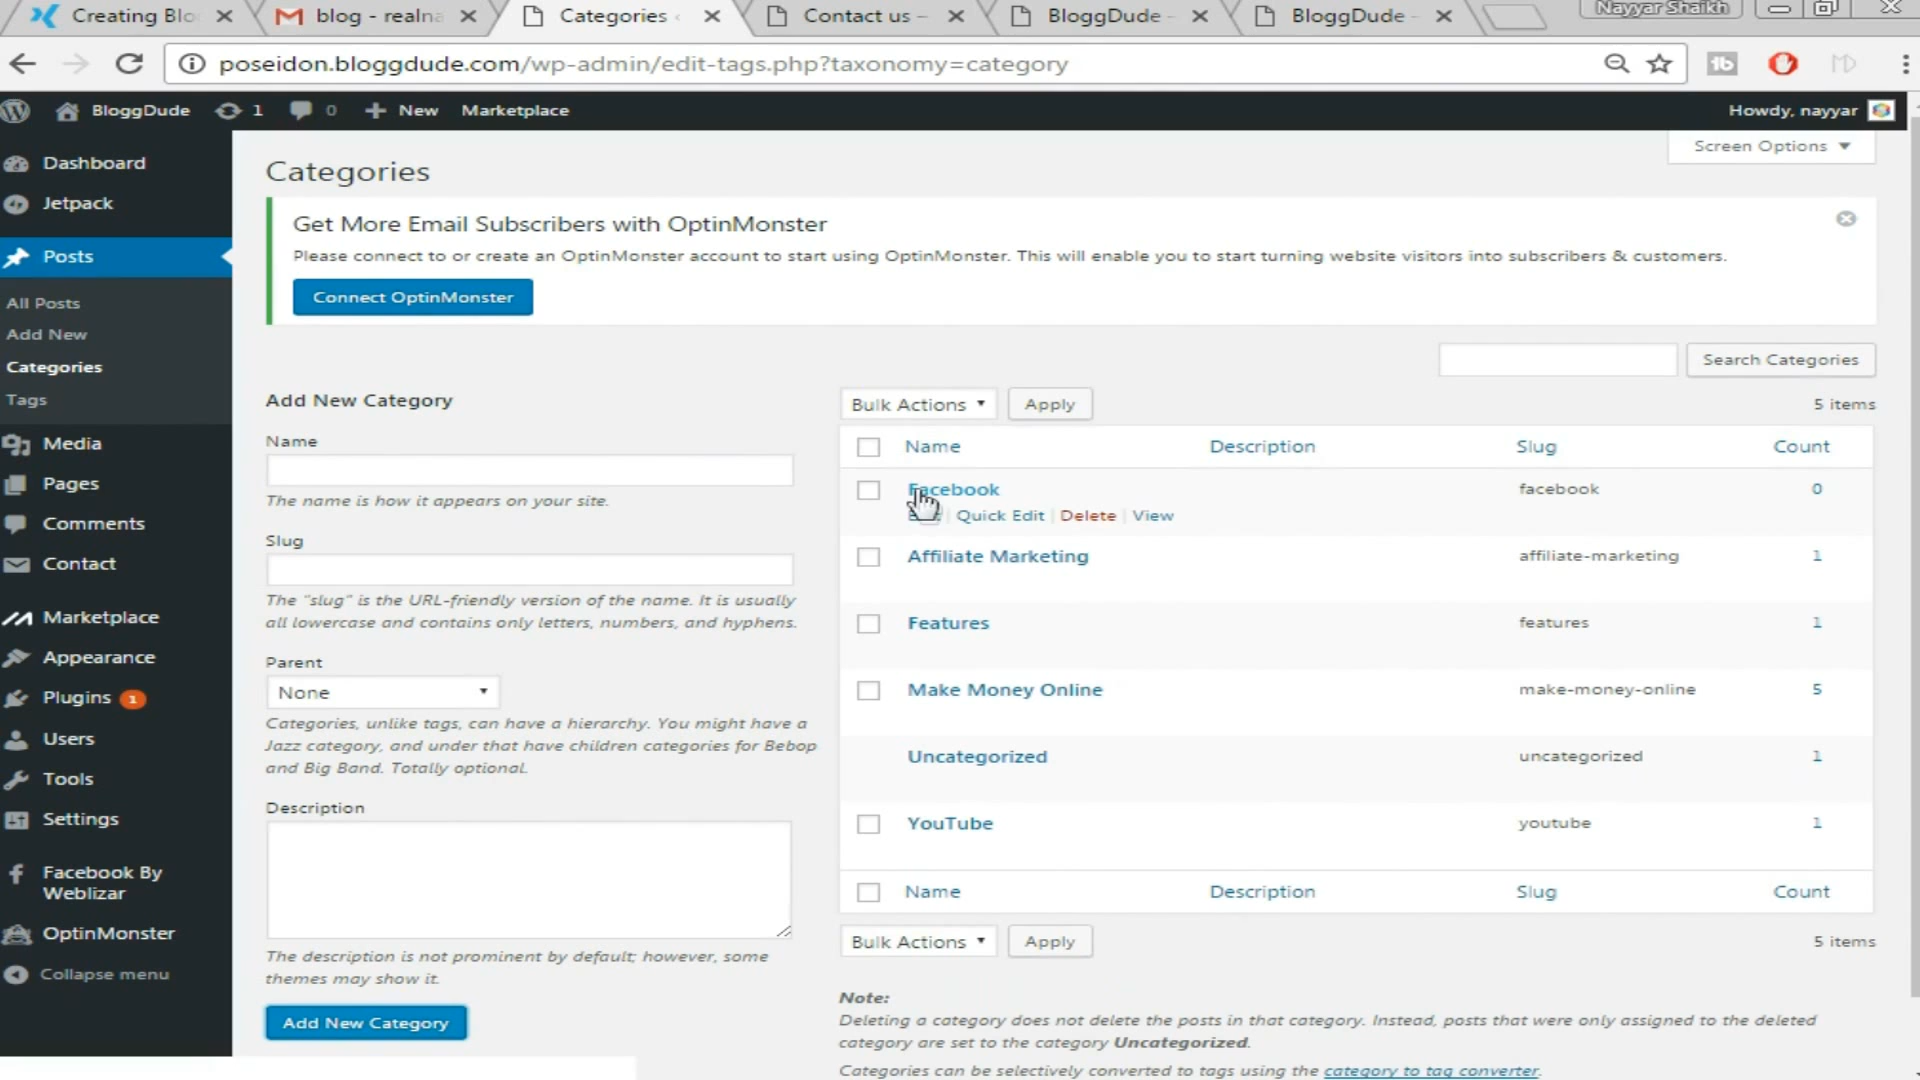 Creating Blo
blog - realna
Categories
Contact us -
BloggDude -
BloggDude -
Nayyar Shaikh
poseidon.bloggdude.com/wp-admin/edit-tags.php?taxonomy=category
BloggDude 1 0 New Marketplace
Howdy, nayyar
Screen Options
Dashboard
Jetpack
Posts
All Posts
Add New
Categories
Tags
Media
Pages
Comments
Contact
Marketplace
Appearance
Plugins 1
Users
Tools
Settings
Facebook By
Weblizar
OptinMonster
Collapse menu
Categories
Get More Email Subscribers with OptinMonster
Please connect to or create an OptinMonster account to start using OptinMonster. This will enable you to start turning website visitors into subscribers & customers.
Connect OptinMonster
Search Categories
Add New Category
Name
The name is how it appears on your site.
Slug
The "slug" is the URL-friendly version of the name. It is usually
all lowercase and contains only letters, numbers, and hyphens.
Parent
None
Categories, unlike tags, can have a hierarchy. You might have a
Jazz category, and under that have children categories for Bebop
and Big Band. Totally optional.
Description
The description is not prominent by default; however, some
themes may show it.
Add New Category
Bulk Actions Apply 5 items
Name Description Slug Count
Facebook facebook 0
Quick Edit | Delete | View
Affiliate Marketing affiliate-marketing 1
Features features 1
Make Money Online make-money-online 5
Uncategorized uncategorized 1
YouTube youtube 1
Name Description Slug Count
Bulk Actions Apply 5 items
Note:
Deleting a category does not delete the posts in that category. Instead, posts that were only assigned to the deleted
category are set to the category Uncategorized.
Categories can be selectively converted to tags using the category to tag converter.